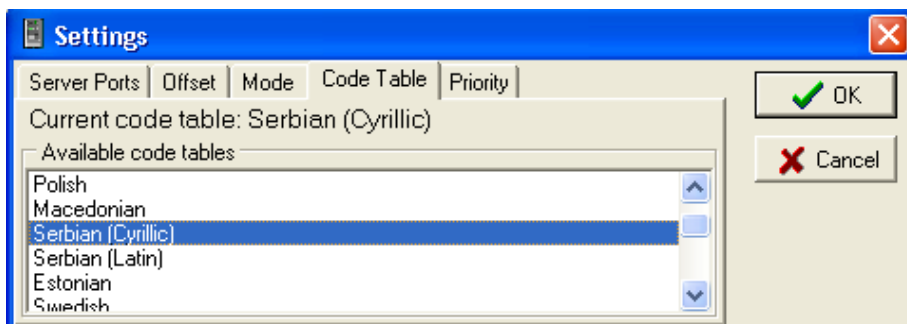 Settings
Server Ports Offset Mode Code Table Priority
OK
Current code table: Serbian (Cyrillic)
Available code tables
Cancel
Polish
Macedonian
Serbian (Cyrillic)
Serbian (Latin)
Estonian
Swedish